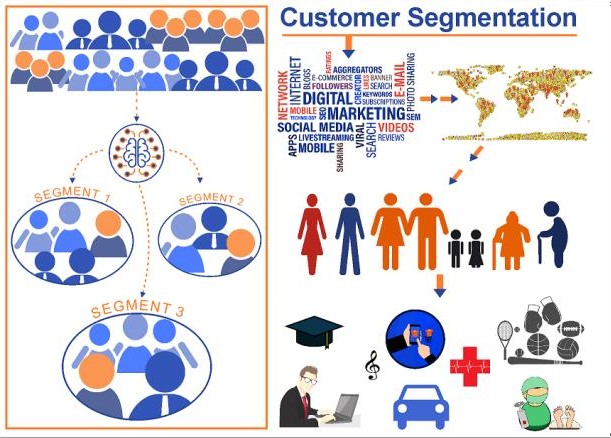 Customer Segmentation
SEGMENT 1
SEGMENT 2
SEGMENT 3
NETWORK
INTERNET
BLOGS
RATINGS
AGGREGATORS
E-COMMERCE
FOLLOWERS
CREATOR
LIKES
BANNER
SEARCH
KEYWORDS
SUBSCRIPTIONS
E-MAIL
PHOTO SHARING
DIGITAL
MOBILE
TECHNOLOGY
SEO
MARKETING
SEM
SOCIAL MEDIA
VIRAL
SEARCH
VIDEOS
REVIEWS
APPS
LIVESTREAMING
MOBILE
SHARING